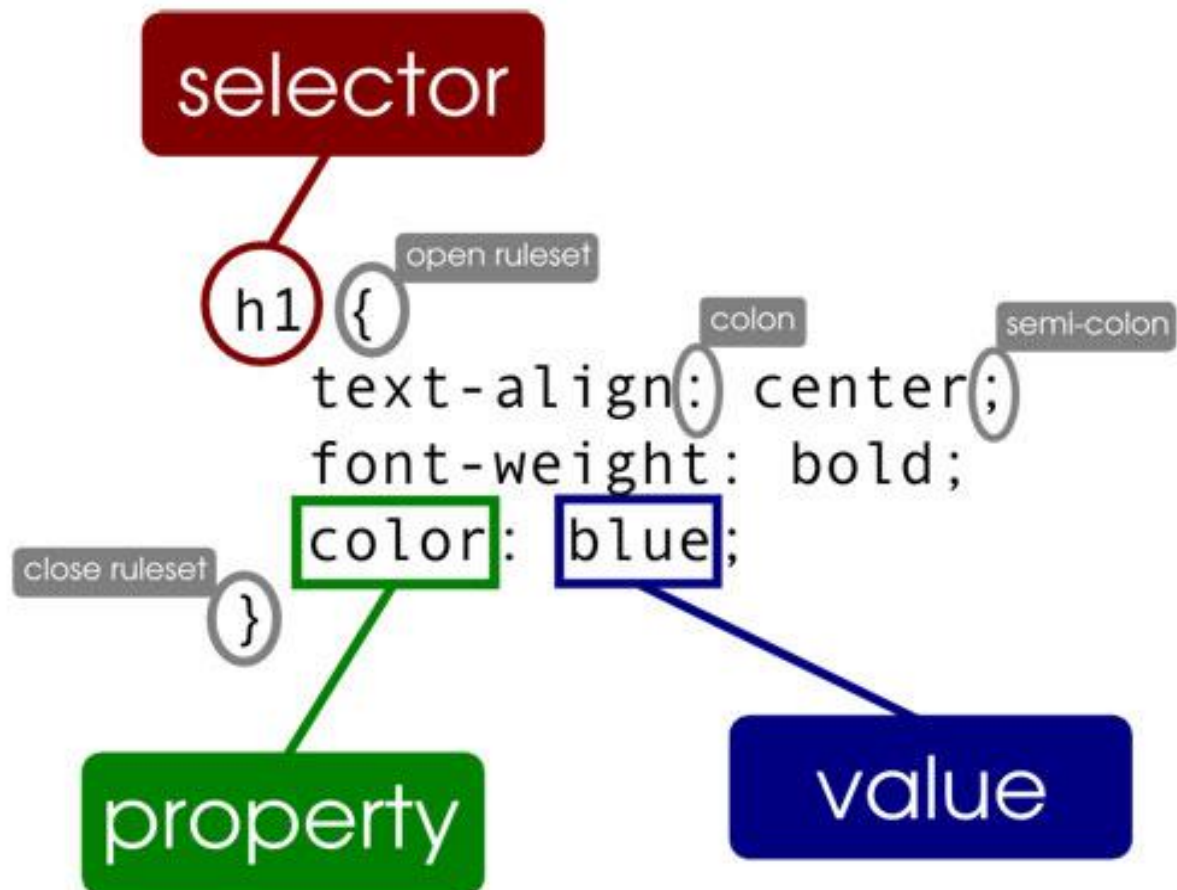 selector
open ruleset
h1 {
colon
semi-colon
text-align: center;
font-weight: bold;
color: blue;
close ruleset
}
property
value